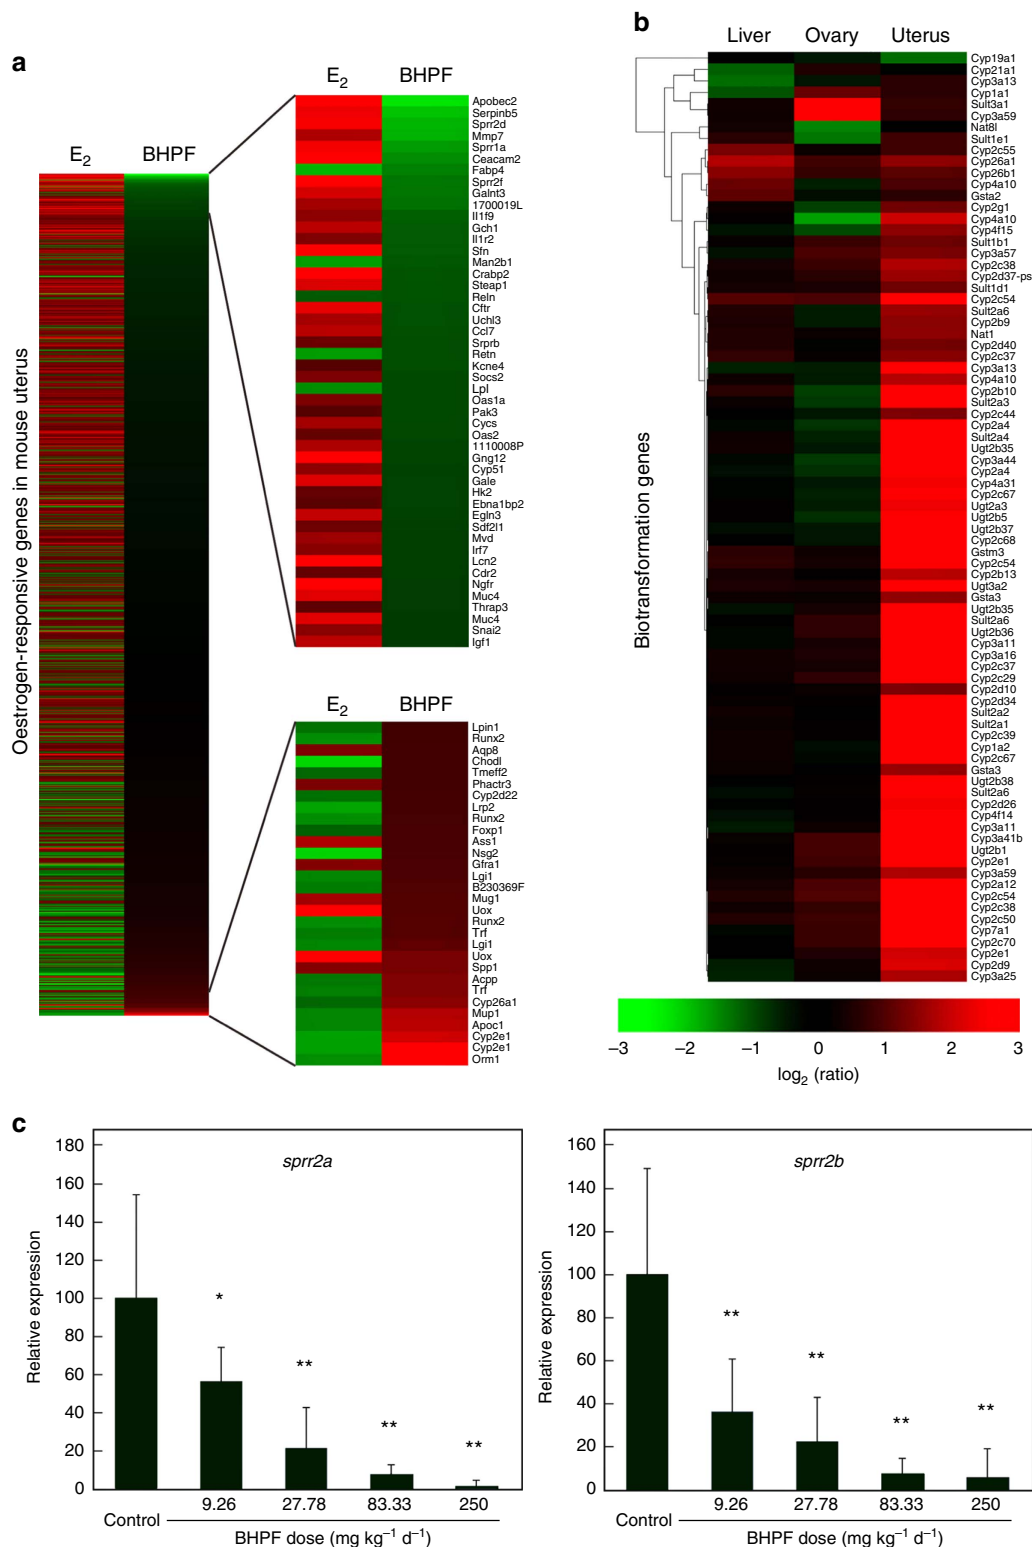 a
E2
BHPF
Oestrogen-responsive genes in mouse uterus
E2
BHPF
Apobec2
Serpinb5
Sprr2d
Mmp7
Sprr1a
Ceacam2
Fabp4
Sprr2f
Galnt3
1700019L
Il1f9
Gch1
Il1r2
Sfn
Man2b1
Crabp2
Steap1
Reln
Cftr
Uchl3
Ccl7
Srprb
Retn
Kcne4
Socs2
Lpl
Oas1a
Pak3
Cycs
Oas2
1110008P
Gng12
Cyp51
Gale
Hk2
Ebna1bp2
Egln3
Sdf2l1
Mvd
Irf7
Lcn2
Cdr2
Ngfr
Muc4
Thrap3
Muc4
Snai2
Igf1
E2
BHPF
Lpin1
Runx2
Aqp8
Chodl
Tmeff2
Phactr3
Cyp2d22
Lrp2
Runx2
Foxp1
Ass1
Nsg2
Gfra1
Lgi1
B230369F
Mug1
Uox
Runx2
Trf
Lgi1
Uox
Spp1
Acpp
Trf
Cyp26a1
Mup1
Apoc1
Cyp2e1
Cyp2e1
Orm1
b
Liver
Ovary
Uterus
Biotransformation genes
Cyp19a1
Cyp21a1
Cyp3a13
Cyp1a1
Sult3a1
Cyp3a59
Nat8l
Sult1e1
Cyp2c55
Cyp26a1
Cyp26b1
Cyp4a10
Gsta2
Cyp2g1
Cyp4a10
Cyp4f15
Sult1b1
Cyp3a57
Cyp2c38
Cyp2d37-ps
Sult1d1
Cyp2c54
Sult2a6
Cyp2b9
Nat1
Cyp2d40
Cyp2c37
Cyp3a13
Cyp4a10
Cyp2b10
Sult2a3
Cyp2c44
Cyp2a4
Sult2a4
Ugt2b35
Cyp3a44
Cyp2a4
Cyp4a31
Cyp2c67
Ugt2a3
Ugt2b5
Ugt2b37
Cyp2c68
Gstm3
Cyp2c54
Cyp2b13
Ugt3a2
Gsta3
Ugt2b35
Sult2a6
Ugt2b36
Cyp3a11
Cyp3a16
Cyp2c37
Cyp2c29
Cyp2d10
Cyp2d34
Sult2a2
Sult2a1
Cyp2c39
Cyp1a2
Cyp2c67
Gsta3
Ugt2b38
Sult2a6
Cyp2d26
Cyp4f14
Cyp3a11
Cyp3a41b
Ugt2b1
Cyp2e1
Cyp3a59
Cyp2a12
Cyp2c54
Cyp2c38
Cyp2c50
Cyp7a1
Cyp2c70
Cyp2e1
Cyp2d9
Cyp3a25
−3 −2 −1 0 1 2 3
log2 (ratio)
c
sprr2a
Relative expression
180
160
140
120
100
80
60
40
20
0
*
**
**
**
Control
9.26 27.78 83.33 250
BHPF dose (mg kg−1 d−1)
sprr2b
Relative expression
160
140
120
100
80
60
40
20
0
**
**
**
**
Control
9.26 27.78 83.33 250
BHPF dose (mg kg−1 d−1)